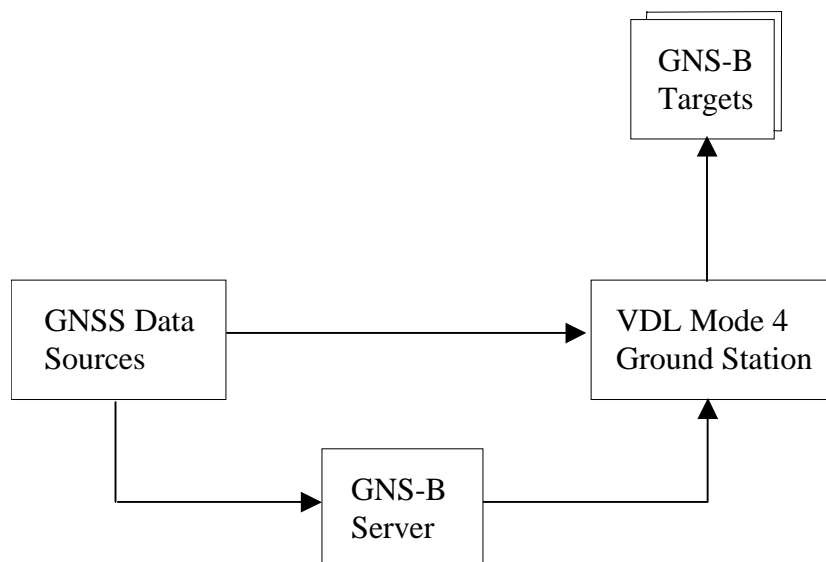 GNS-B
Targets
GNSS Data
Sources
VDL Mode 4
Ground Station
GNS-B
Server